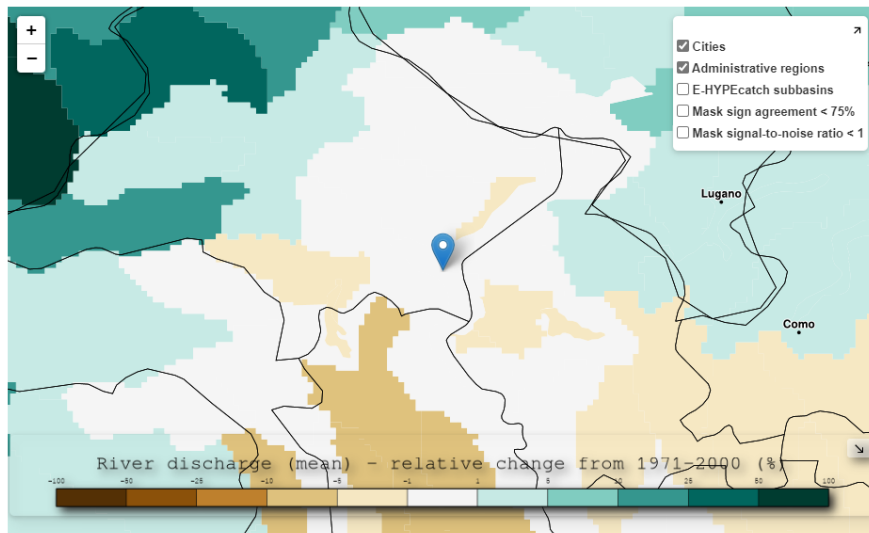 +
−
Cities
Administrative regions
E-HYPEcatch subbasins
Mask sign agreement < 75%
Mask signal-to-noise ratio < 1
Lugano
Como
River discharge (mean) – relative change from 1971–2000 (%)
-100 -50 -25 -10 -5 -1 1 5 10 25 50 100